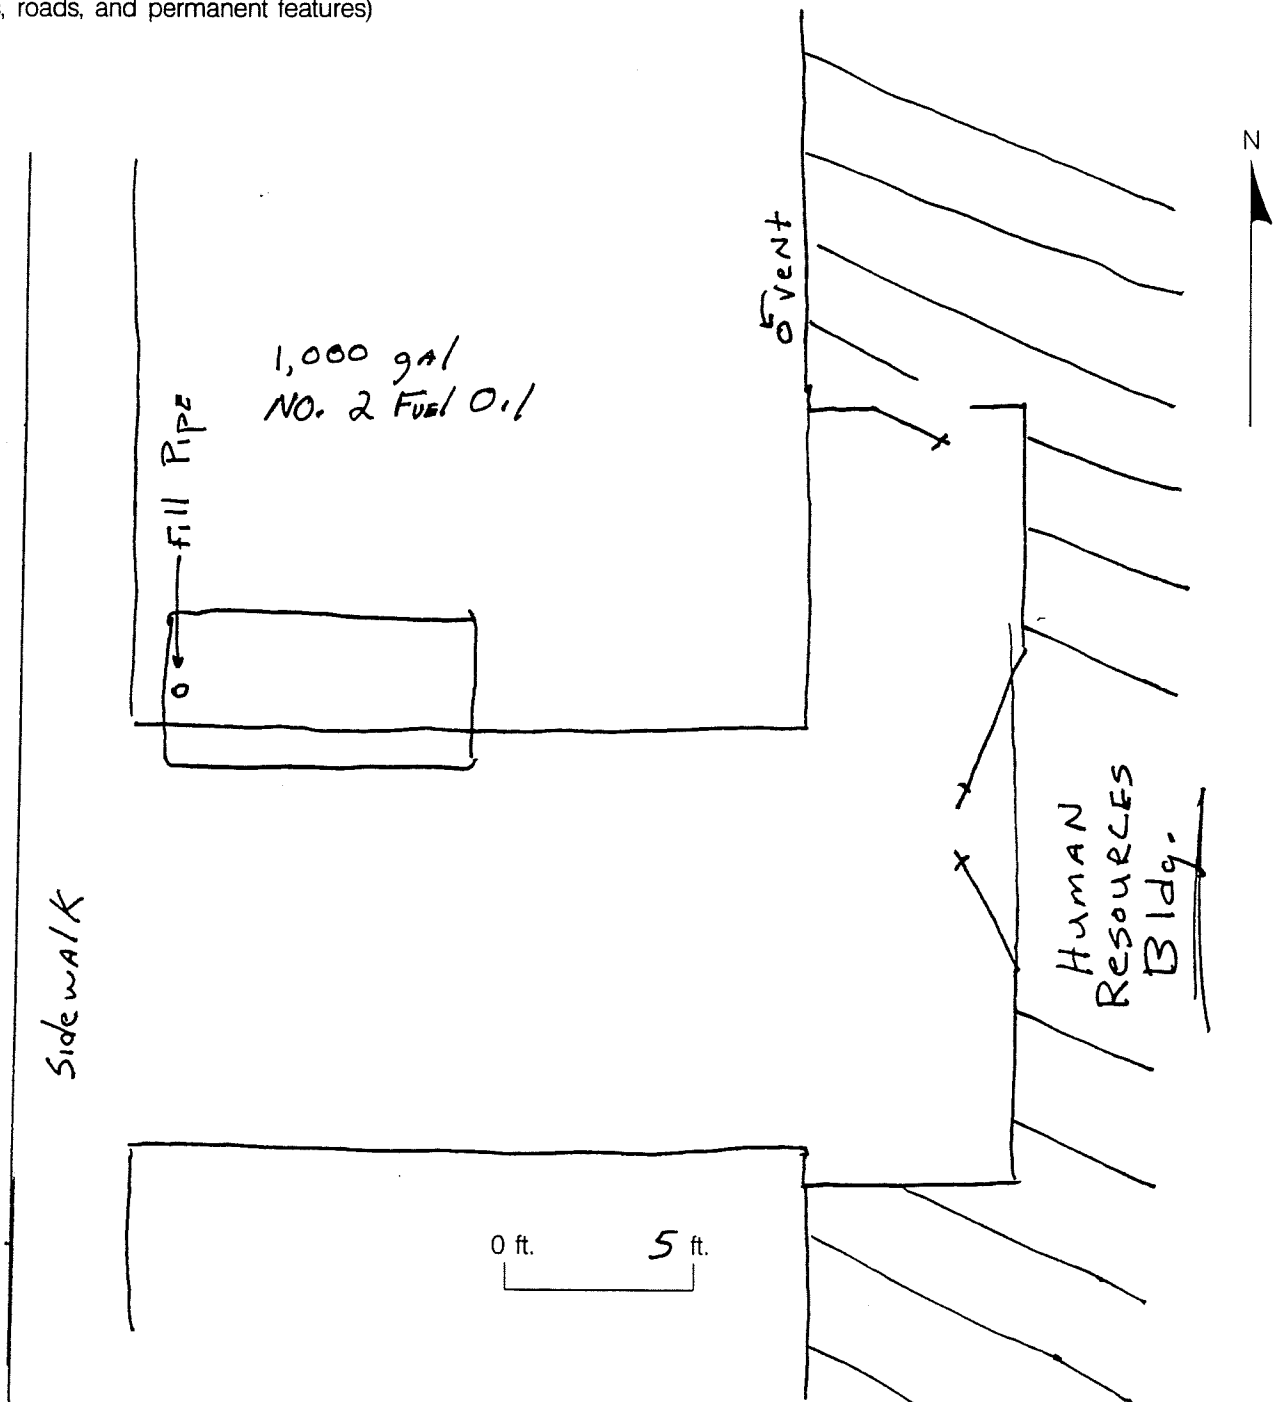 , roads, and permanent features)
N
vent
1,000 gal
NO. 2 Fuel Oil
Fill Pipe
Human
Resources
Bldg.
Sidewalk
0 ft. 5 ft.